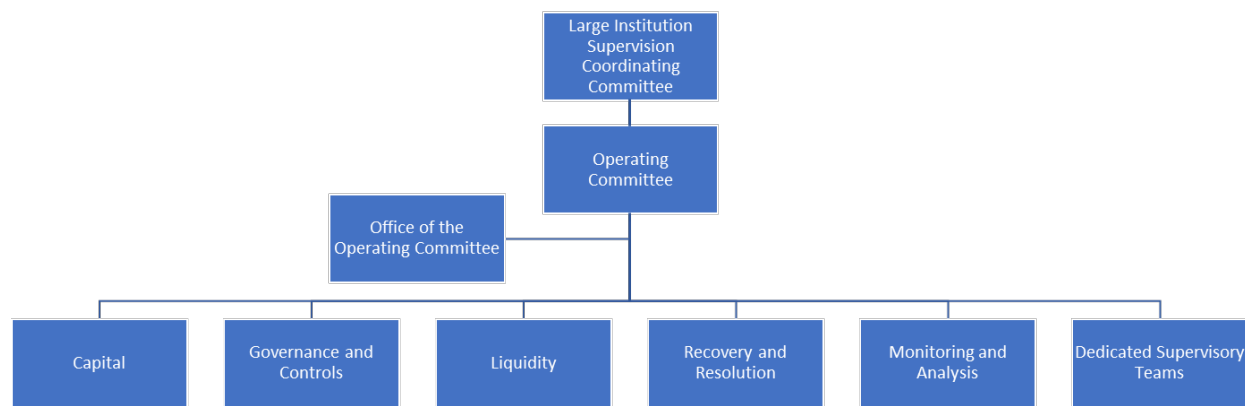 Large Institution
Supervision
Coordinating
Committee
Operating
Committee
Office of the
Operating Committee
Capital
Governance and
Controls
Liquidity
Recovery and
Resolution
Monitoring and
Analysis
Dedicated Supervisory
Teams